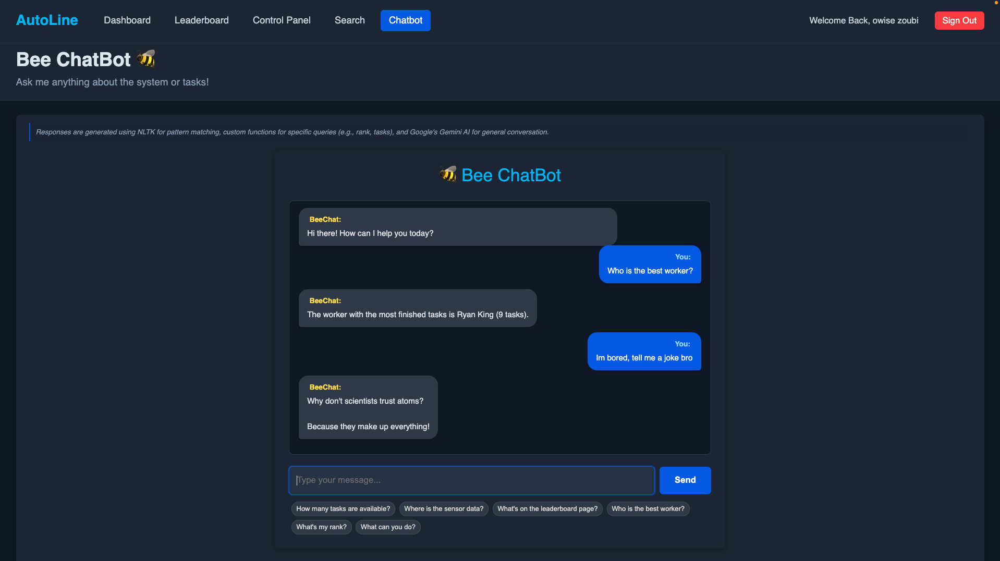 AutoLine Dashboard Leaderboard Control Panel Search Chatbot Welcome Back, owise zoubi Sign Out
Bee ChatBot 🐝
Ask me anything about the system or tasks!
Responses are generated using NLTK for pattern matching, custom functions for specific queries (e.g., rank, tasks), and Google's Gemini AI for general conversation.
🐝 Bee ChatBot
BeeChat:
Hi there! How can I help you today?
You:
Who is the best worker?
BeeChat:
The worker with the most finished tasks is Ryan King (9 tasks).
You:
Im bored, tell me a joke bro
BeeChat:
Why don't scientists trust atoms?
Because they make up everything!
Type your message... Send
How many tasks are available? Where is the sensor data? What's on the leaderboard page? Who is the best worker?
What's my rank? What can you do?